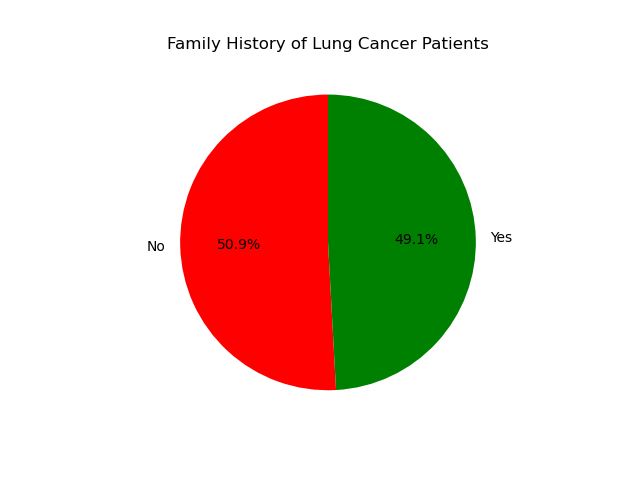 Family History of Lung Cancer Patients
No
50.9%
49.1%
Yes